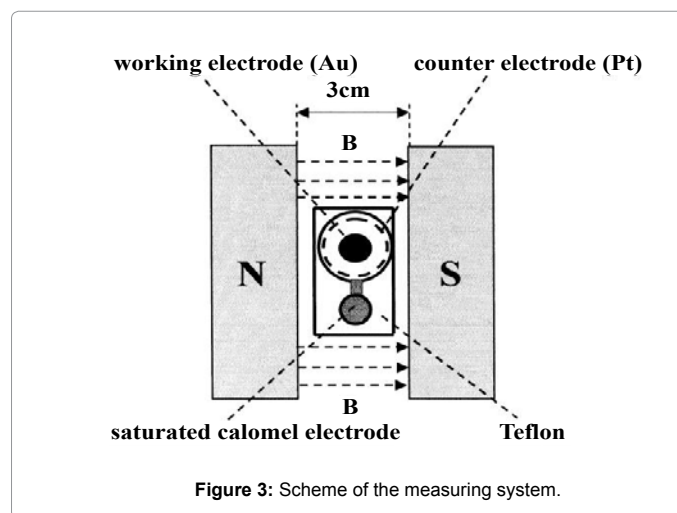 working electrode (Au) counter electrode (Pt)
3cm
B
N S
B
saturated calomel electrode Teflon
Figure 3: Scheme of the measuring system.